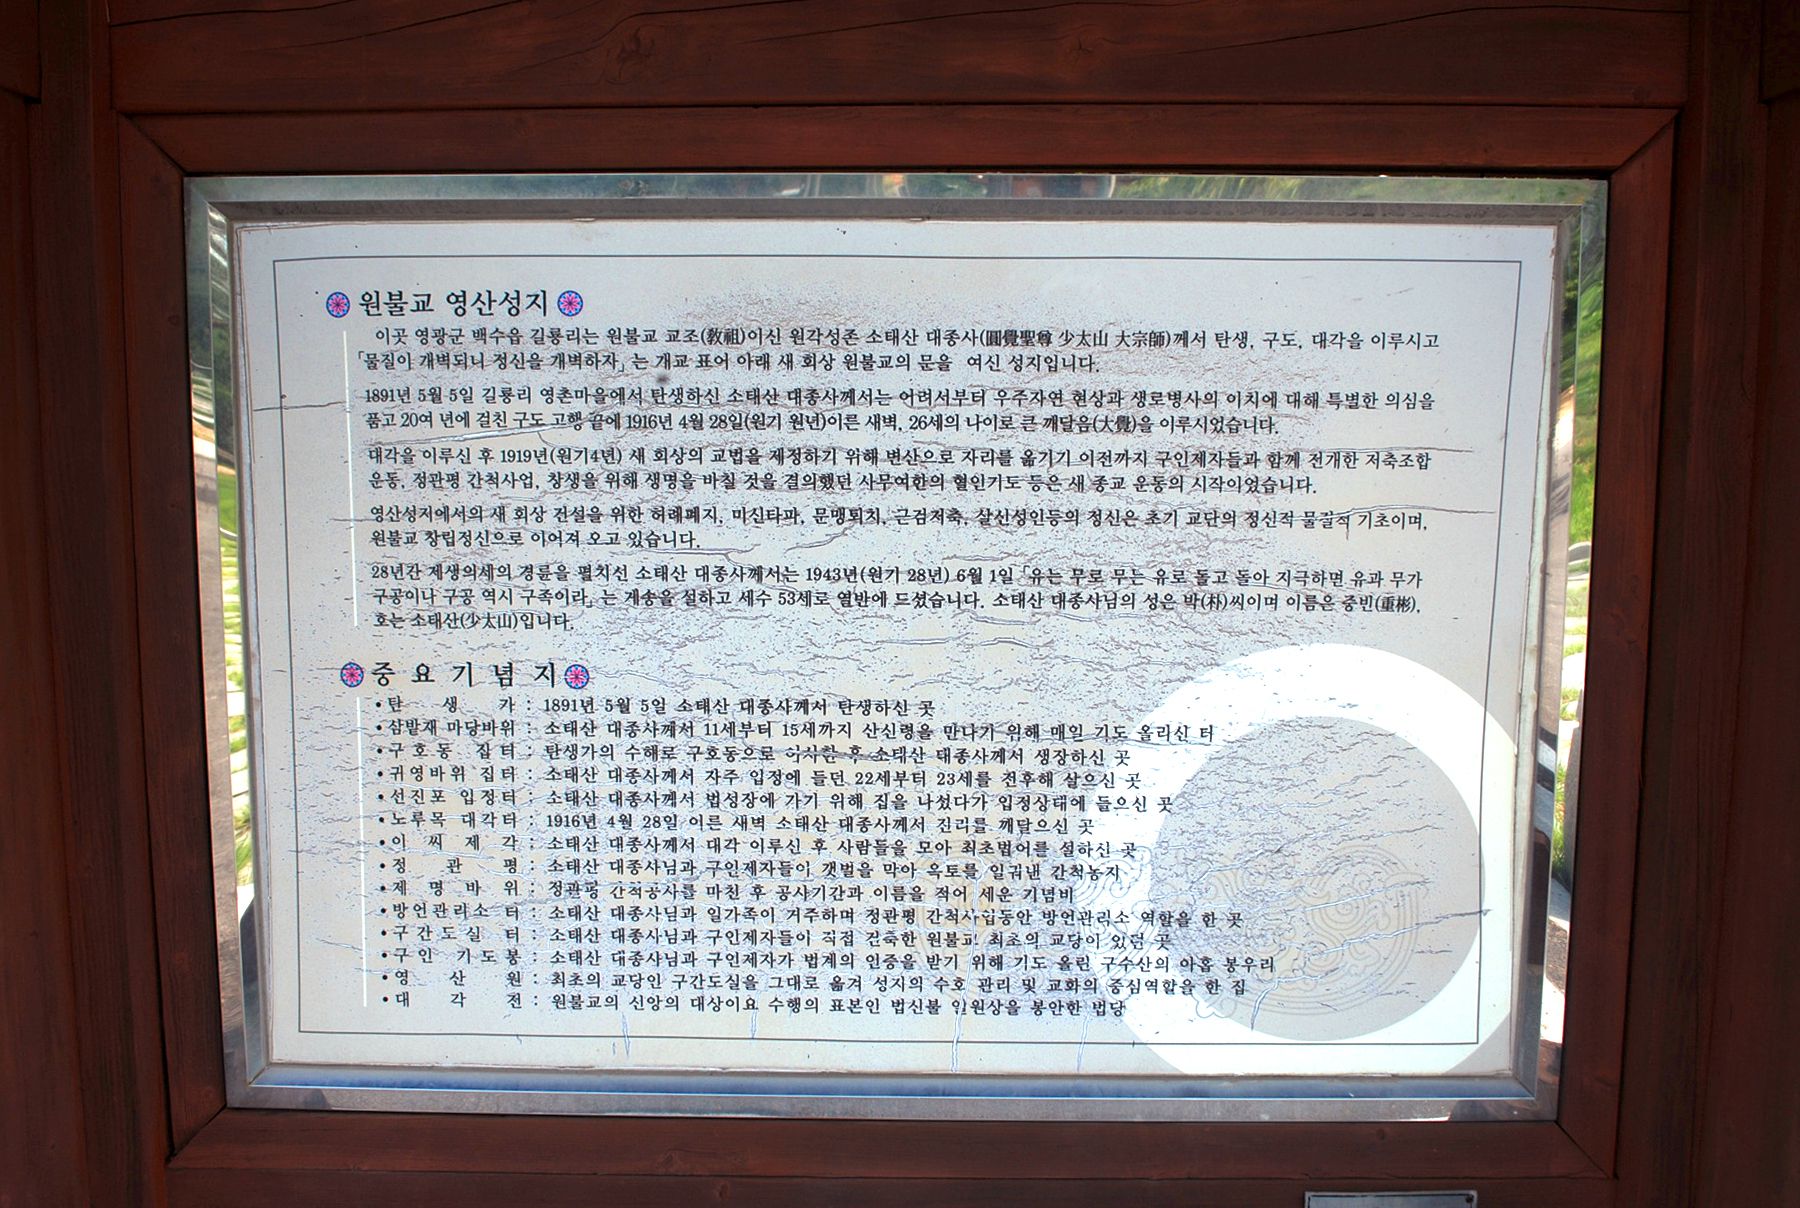 원불교 영산성지
이곳 영광군 백수읍 길룡리는 원불교 교조(敎祖)이신 원각성존 소태산 대종사(圓覺聖尊 少太山 大宗師)께서 탄생, 구도, 대각을 이루시고
「물질이 개벽되니 정신을 개벽하자」는 개교 표어 아래 새 회상 원불교의 문을 여신 성지입니다.
1891년 5월 5일 길룡리 영촌마을에서 탄생하신 소태산 대종사께서는 어려서부터 우주자연 현상과 생로병사의 이치에 대해 특별한 의심을
품고 20여 년에 걸친 구도 고행 끝에 1916년 4월 28일(원기 원년)이른 새벽, 26세의 나이로 큰 깨달음(大覺)을 이루시었습니다.
대각을 이루신 후 1919년(원기4년) 새 회상의 교법을 제정하기 위해 변산으로 자리를 옮기기 이전까지 구인제자들과 함께 전개한 저축조합
운동, 정관평 간척사업, 창생을 위해 생명을 바칠 것을 결의했던 사무여한의 혈인기도 등은 새 종교 운동의 시작이었습니다.
영산성지에서의 새 회상 건설을 위한 허례폐지, 미신타파, 문맹퇴치, 근검저축, 살신성인등의 정신은 초기 교단의 정신적 물질적 기초이며,
원불교 창립정신으로 이어져 오고 있습니다.
28년간 제생의세의 경륜을 펼치선 소태산 대종사께서는 1943년(원기 28년) 6월 1일 「유는 무로 무는 유로 돌고 돌아 지극하면 유과 무가
구공이나 구공 역시 구족이라」는 게송을 설하고 세수 53세로 열반에 드셨습니다. 소태산 대종사님의 성은 박(朴)씨이며 이름은 중빈(重彬),
호는 소태산(少太山)입니다.
중 요 기 념 지
• 탄 생 가 : 1891년 5월 5일 소태산 대종사께서 탄생하신 곳
• 삼밭재 마당바위 : 소태산 대종사께서 11세부터 15세까지 산신령을 만나기 위해 매일 기도 올리신 터
• 구 호 동 집 터 : 탄생가의 수해로 구호동으로 이사한 후 소태산 대종사께서 생장하신 곳
• 귀영바위 집터 : 소태산 대종사께서 자주 입정에 들던 22세부터 23세를 전후해 살으신 곳
• 선진포 입정터 : 소태산 대종사께서 법성장에 가기 위해 집을 나섰다가 입정상태에 들으신 곳
• 노루목 대각터 : 1916년 4월 28일 이른 새벽 소태산 대종사께서 진리를 깨달으신 곳
• 이 씨 제 각 : 소태산 대종사께서 대각 이루신 후 사람들을 모아 최초법어를 설하신 곳
• 정 관 평 : 소태산 대종사님과 구인제자들이 갯벌을 막아 옥토를 일궈낸 간척농지
• 제 명 바 위 : 정관평 간척공사를 마친 후 공사기간과 이름을 적어 세운 기념비
• 방언관리소 터 : 소태산 대종사님과 일가족이 거주하며 정관평 간척사업동안 방언관리소 역할을 한 곳
• 구 간 도 실 터 : 소태산 대종사님과 구인제자들이 직접 건축한 원불교 최초의 교당이 있던 곳
• 구인 기도봉 : 소태산 대종사님과 구인제자가 법계의 인증을 받기 위해 기도 올린 구수산의 아홉 봉우리
• 영 산 원 : 최초의 교당인 구간도실을 그대로 옮겨 성지의 수호 관리 및 교화의 중심역할을 한 집
• 대 각 전 : 원불교의 신앙의 대상이요 수행의 표본인 법신불 일원상을 봉안한 법당